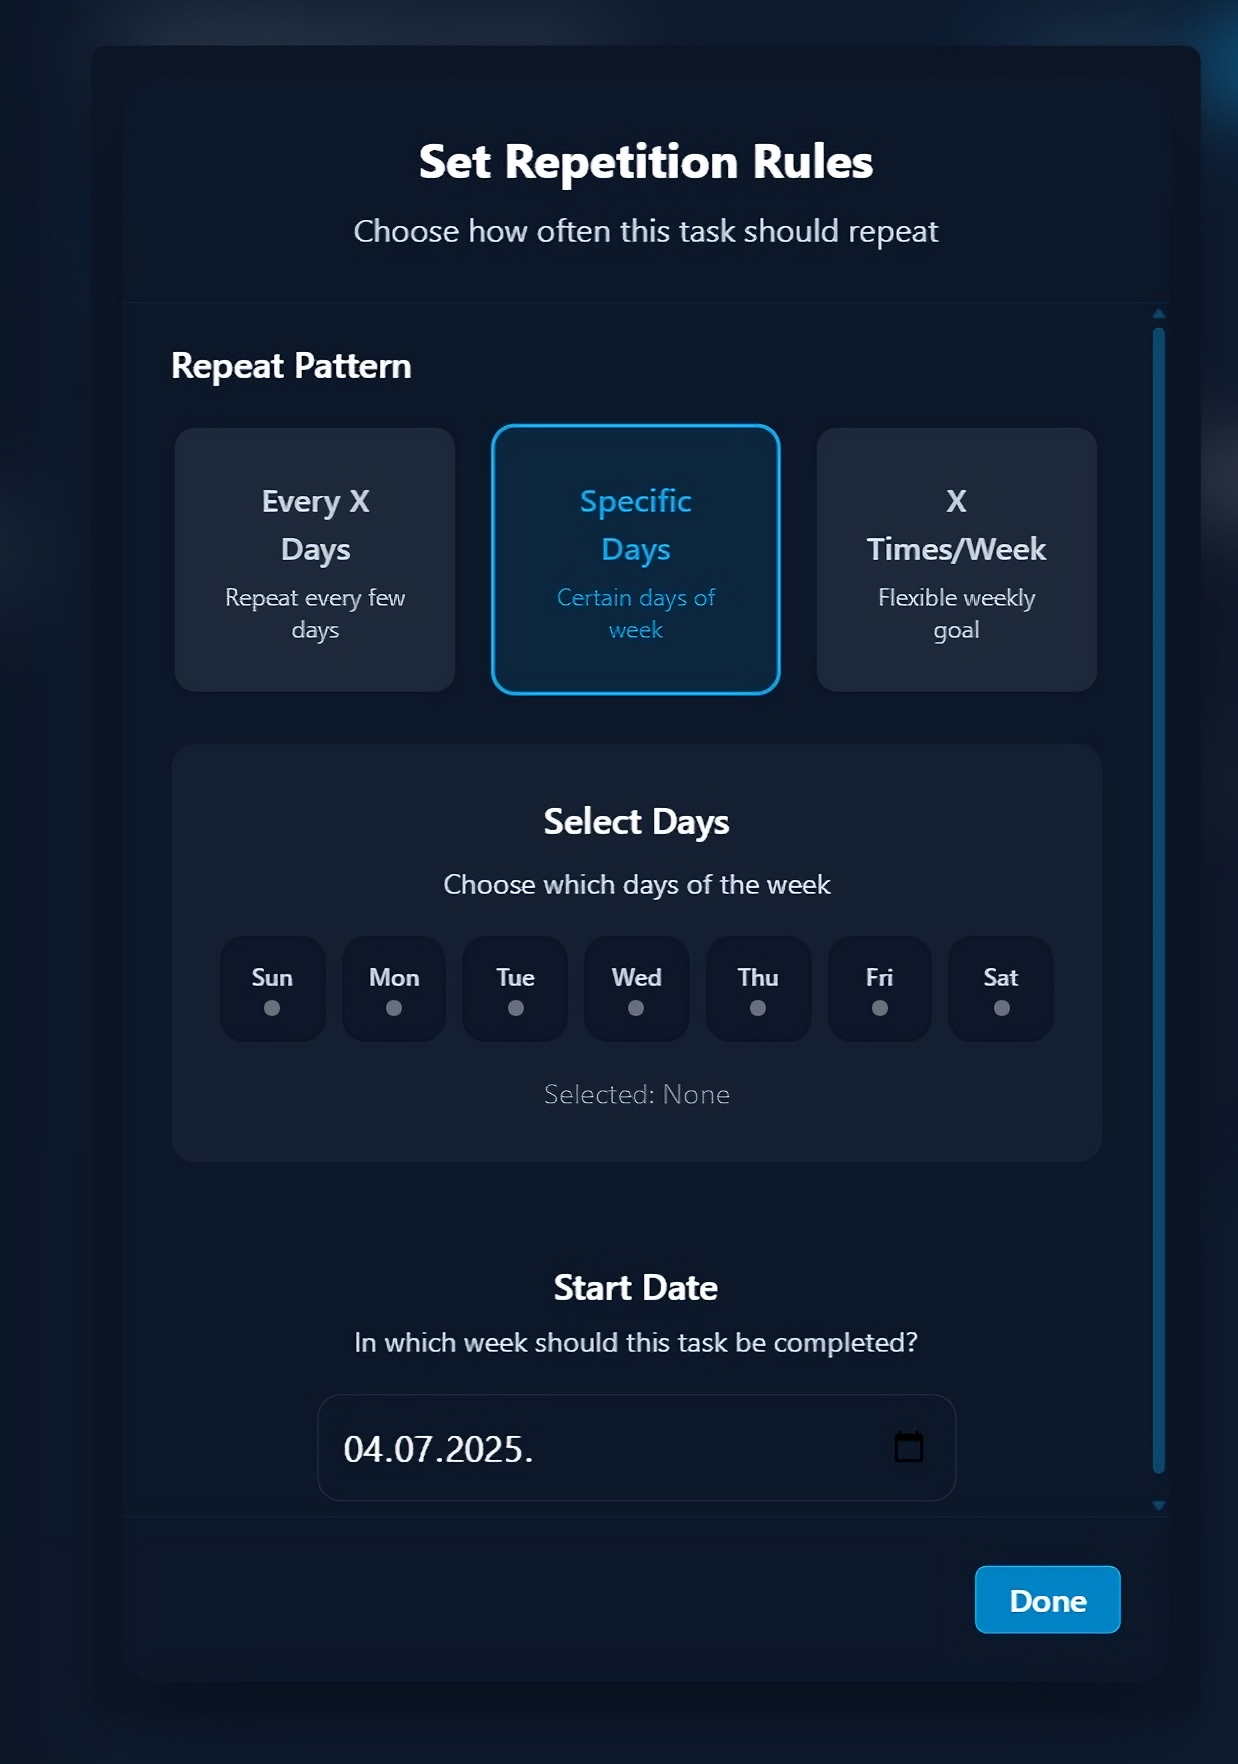 Set Repetition Rules
Choose how often this task should repeat
Repeat Pattern
Every X
Days
Repeat every few
days
Specific
Days
Certain days of
week
X
Times/Week
Flexible weekly
goal
Select Days
Choose which days of the week
Sun Mon Tue Wed Thu Fri Sat
Selected: None
Start Date
In which week should this task be completed?
04.07.2025.
Done